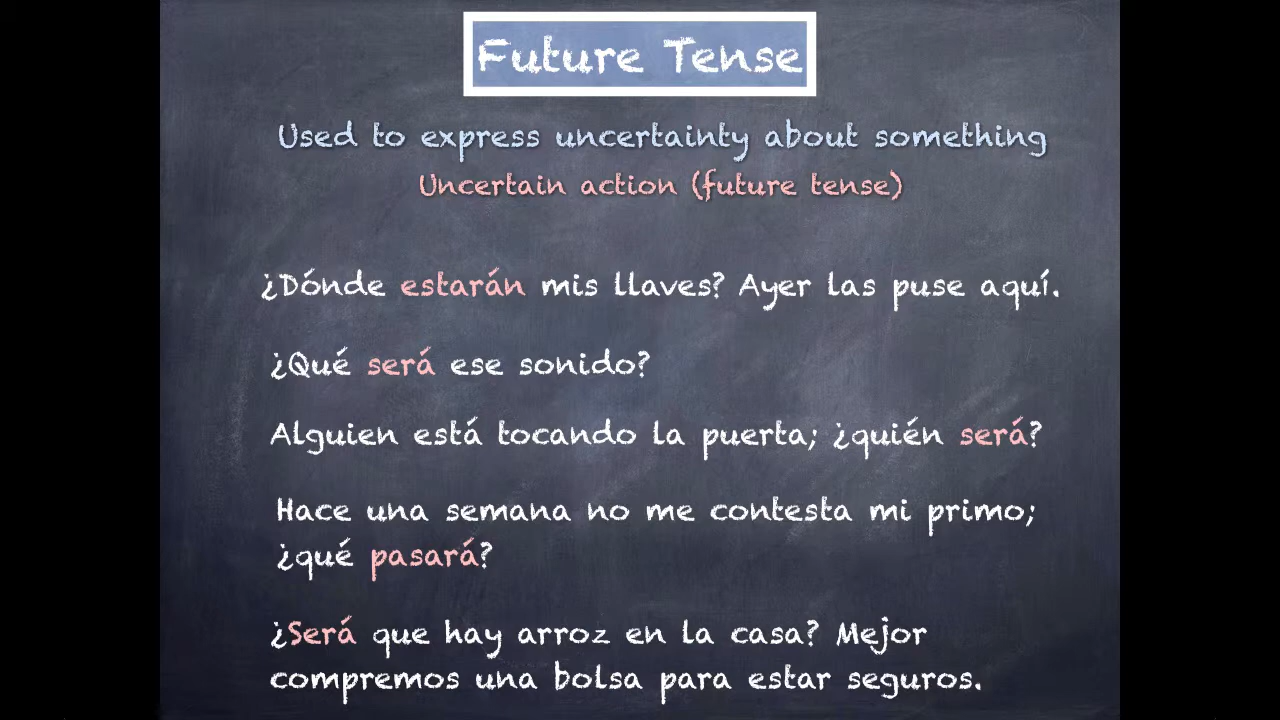 Future Tense
Used to express uncertainty about something
Uncertain action (future tense)
¿Dónde estarán mis llaves? Ayer las puse aquí.
¿Qué será ese sonido?
Alguien está tocando la puerta; ¿quién será?
Hace una semana no me contesta mi primo;
¿qué pasará?
¿Será que hay arroz en la casa? Mejor
compremos una bolsa para estar seguros.